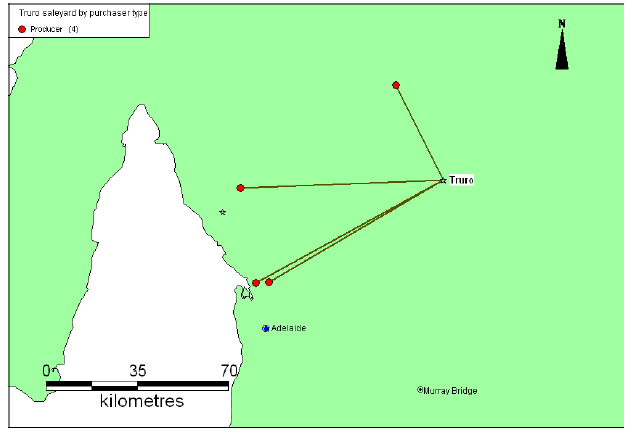 Truro saleyard by purchaser type
Producer (4)
N
Truro
Adelaide
0 35 70
kilometres
Murray Bridge